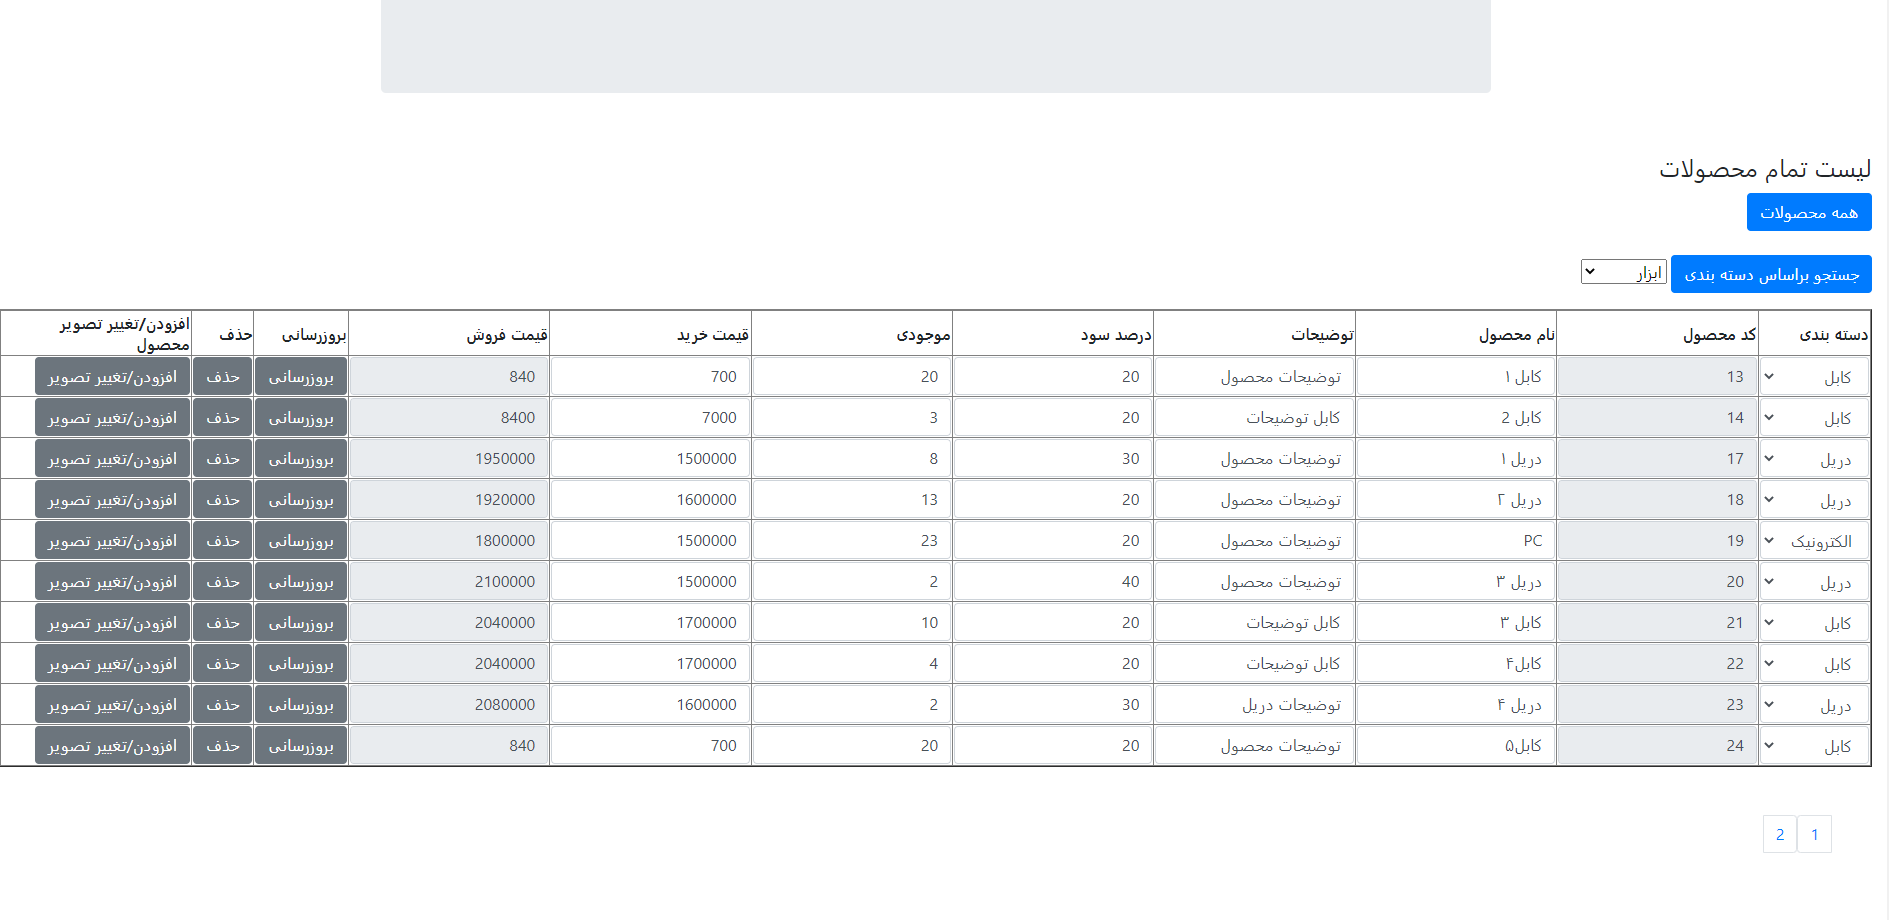 لیست تمام محصولات
همه محصولات
جستجو براساس دسته بندی ابزار
دسته بندی کد محصول نام محصول توضیحات درصد سود موجودی قیمت خرید قیمت فروش بروزرسانی حذف افزودن/تغییر تصویر محصول
کابل 13 کابل ۱ توضیحات محصول 20 20 700 840 بروزرسانی حذف افزودن/تغییر تصویر
کابل 14 کابل 2 کابل توضیحات 20 3 7000 8400 بروزرسانی حذف افزودن/تغییر تصویر
دریل 17 دریل ۱ توضیحات محصول 30 8 1500000 1950000 بروزرسانی حذف افزودن/تغییر تصویر
دریل 18 دریل ۲ توضیحات محصول 20 13 1600000 1920000 بروزرسانی حذف افزودن/تغییر تصویر
الکترونیک 19 PC توضیحات محصول 20 23 1500000 1800000 بروزرسانی حذف افزودن/تغییر تصویر
دریل 20 دریل ۳ توضیحات محصول 40 2 1500000 2100000 بروزرسانی حذف افزودن/تغییر تصویر
کابل 21 کابل ۳ کابل توضیحات 20 10 1700000 2040000 بروزرسانی حذف افزودن/تغییر تصویر
کابل 22 کابل۴ کابل توضیحات 20 4 1700000 2040000 بروزرسانی حذف افزودن/تغییر تصویر
دریل 23 دریل ۴ توضیحات دریل 30 2 1600000 2080000 بروزرسانی حذف افزودن/تغییر تصویر
کابل 24 کابل۵ توضیحات محصول 20 20 700 840 بروزرسانی حذف افزودن/تغییر تصویر
1 2